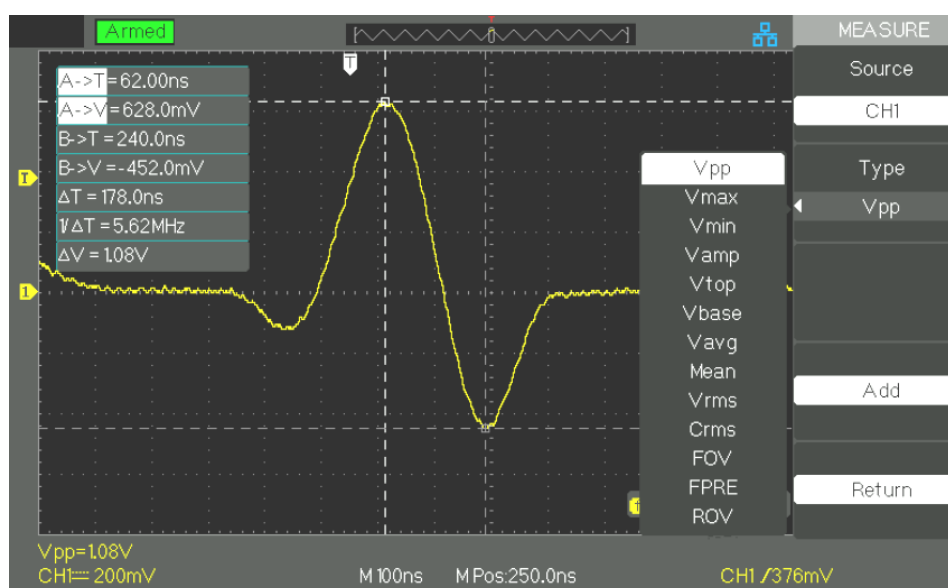 Armed
T
MEASURE
Source
CH1
Type
Vpp
Add
Return
A->T=62.00ns
A->V=628.0mV
B->T=240.0ns
B->V=-452.0mV
ΔT=178.0ns
1/ΔT=5.62MHz
ΔV=1.08V
T
1
Vpp
Vmax
Vmin
Vamp
Vtop
Vbase
Vavg
Mean
Vrms
Crms
FOV
FPRE
ROV
Vpp=1.08V
CH1 200mV M 100ns M Pos:250.0ns CH1 /376mV